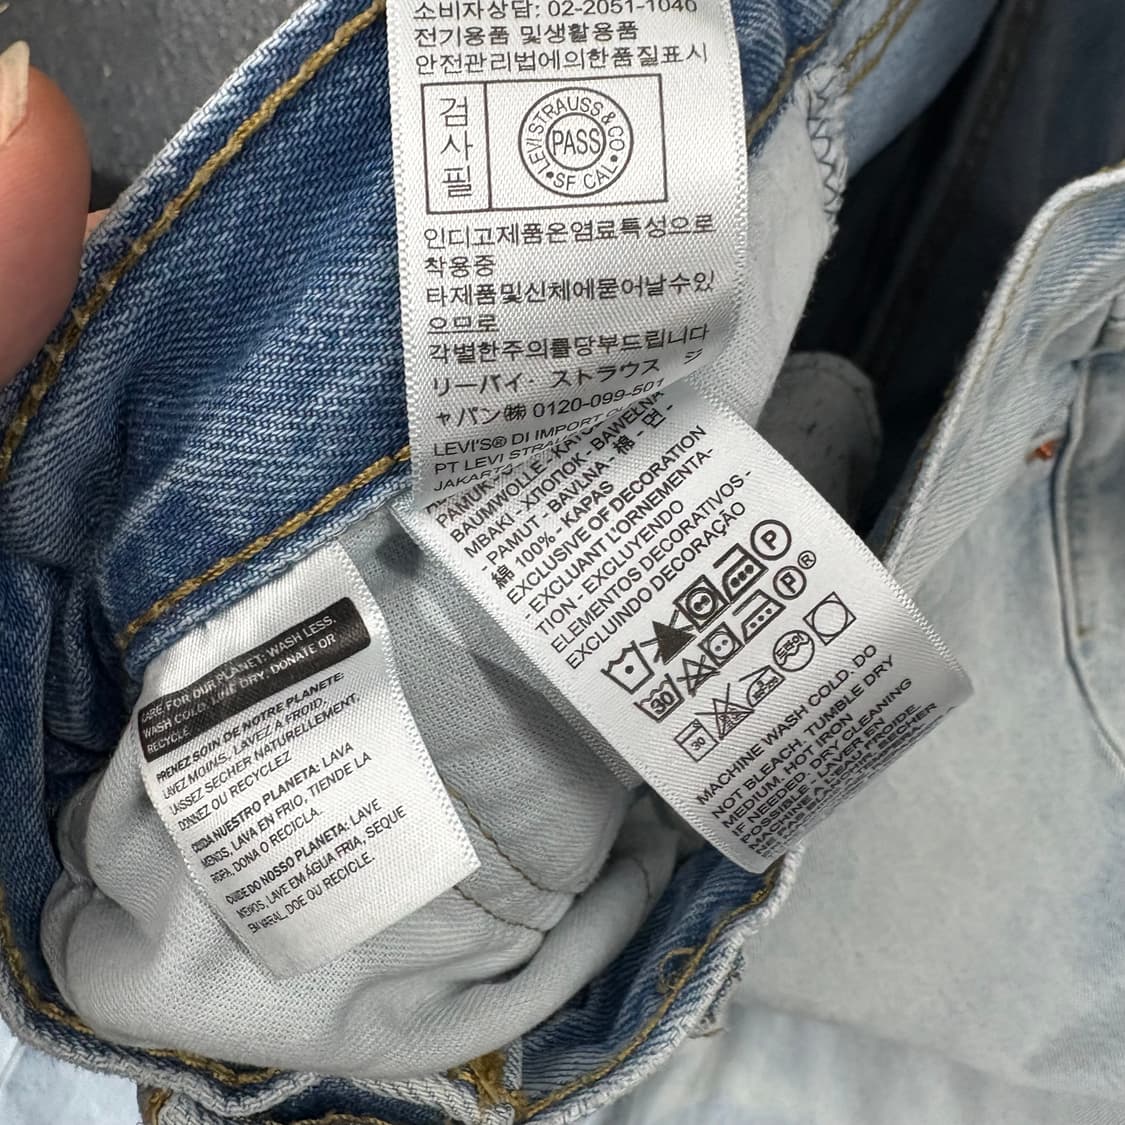 소비자상담: 02-2051-1040
전기용품 및생활용품
안전관리법에의한품질표시
검
사
필
LEVI STRAUSS & CO
PASS
SF CAL
인디고제품은염료특성으로
착용중
타제품및신체에묻어날수있
으므로
각별한주의를당부드립니다
リーバイ・ストラウス ジ
ャパン㈱ 0120-099-501
LEVI'S® DI IMPORT
PT LEVI STRAUSS
JAKARTA
PAMUK
BAUMWOLLE BAWEŁNA
ΜΒΑΚΙ - ХЛОПОК -
- PAMUT - BAVLNA - 棉 - 면 -
綿 100% - KAPAS
EXCLUSIVE OF DECORATION
- EXCLUANT L'ORNEMENTA-
TION - EXCLUYENDO
ELEMENTOS DECORATIVOS -
EXCLUINDO DECORAÇÃO
P
P®
30
30
MACHINE WASH COLD. DO
NOT BLEACH. TUMBLE DRY
MEDIUM. HOT IRON
IF NEEDED. DRY CLEANING
POSSIBLE - LAVER EN
MACHINE À L'EAU FROIDE
CARE FOR OUR PLANET: WASH LESS,
WASH COLD, LINE DRY, DONATE OR
RECYCLE
PRENEZ SOIN DE NOTRE PLANETE:
LAVEZ MOINS, LAVEZ A FROID,
LAISSEZ SECHER NATURELLEMENT,
DONNEZ OU RECYCLEZ
CUIDA NUESTRO PLANETA: LAVA
MENOS, LAVA EN FRIO, TIENDE LA
ROPA, DONA O RECICLA.
CUIDE DO NOSSO PLANETA: LAVE
MENOS, LAVE EM ÁGUA FRIA, SEQUE
EM VARAL, DOE OU RECICLE.